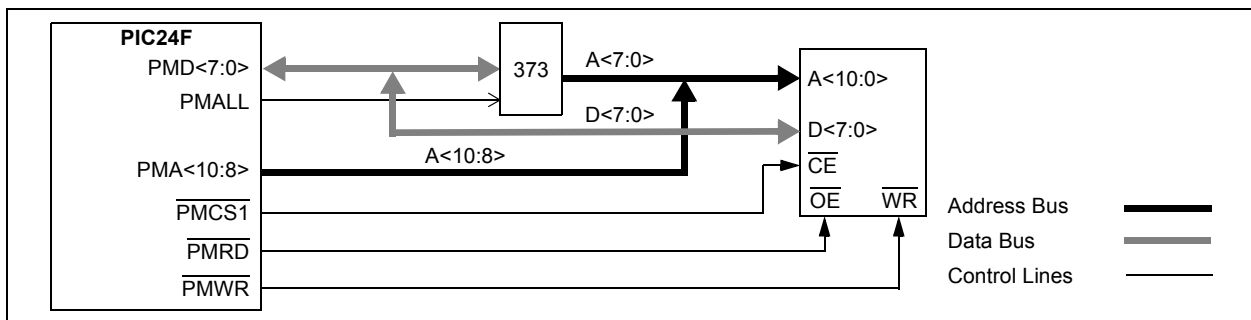 PIC24F
PMD<7:0>
PMALL
PMA<10:8>
PMCS1
PMRD
PMWR
373
A<7:0>
D<7:0>
A<10:8>
A<10:0>
D<7:0>
CE
OE WR
Address Bus
Data Bus
Control Lines